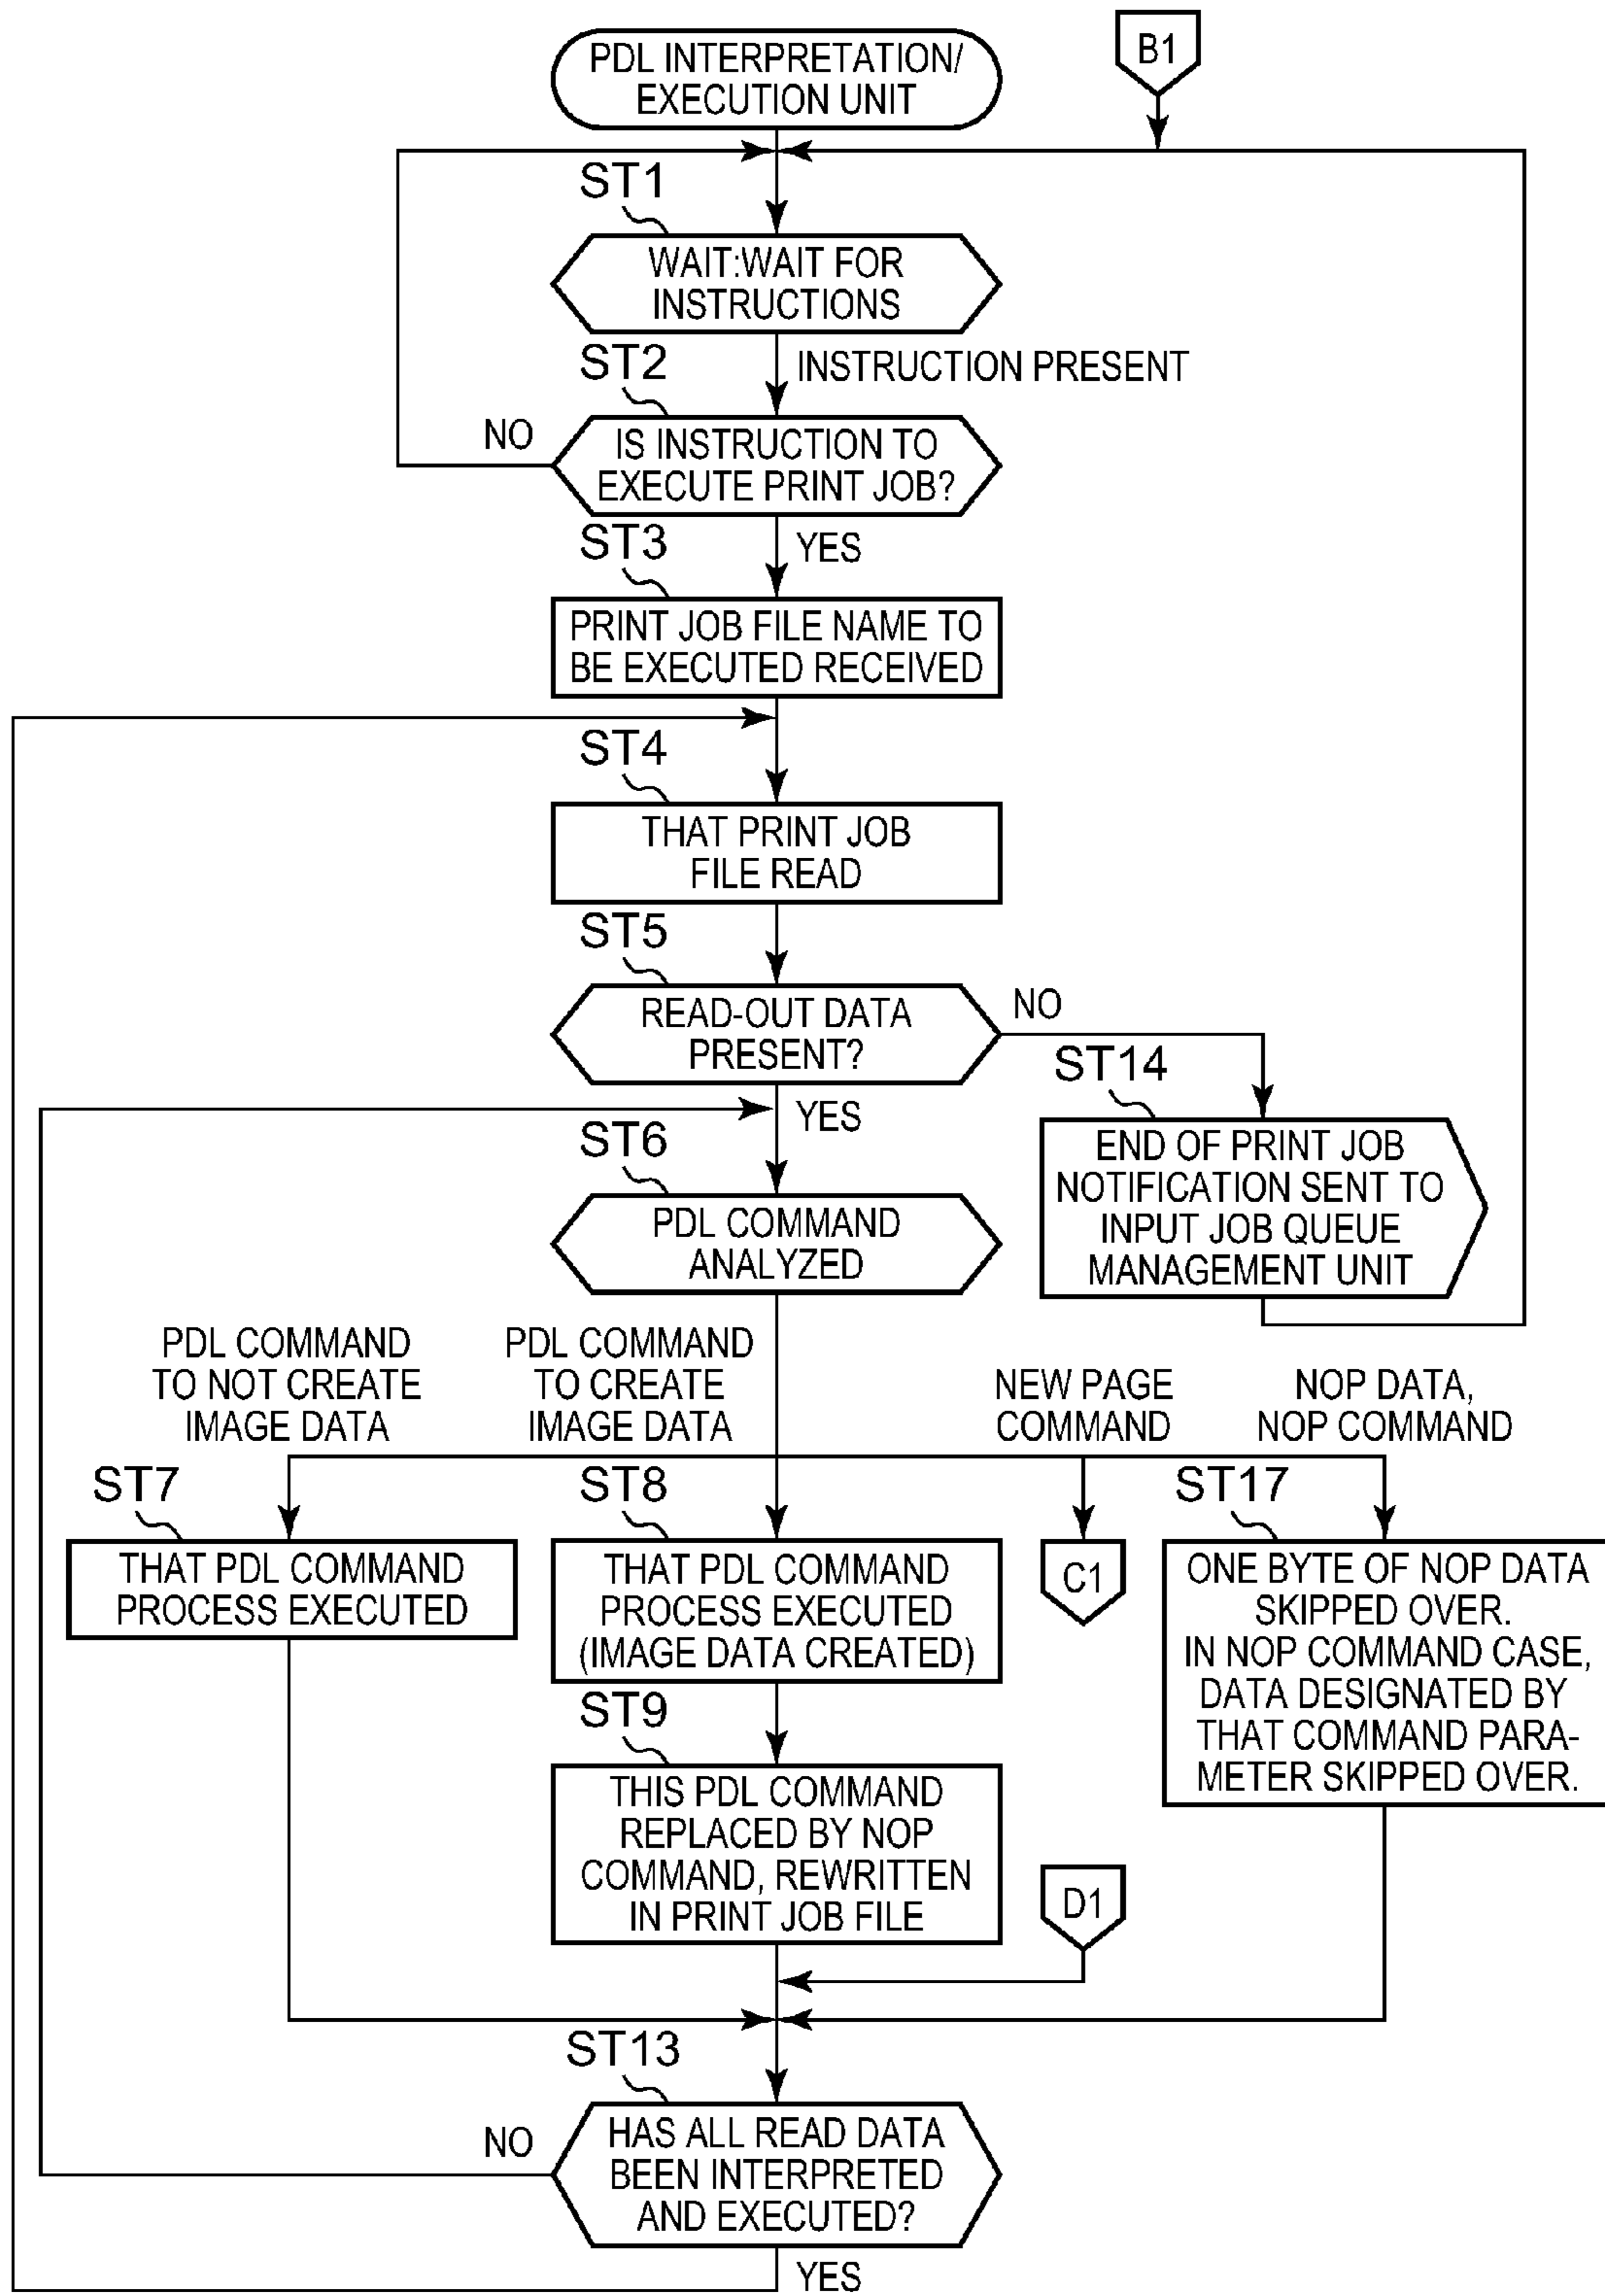 PDL INTERPRETATION/
EXECUTION UNIT
B1
ST1
WAIT:WAIT FOR
INSTRUCTIONS
INSTRUCTION PRESENT
ST2
NO
IS INSTRUCTION TO
EXECUTE PRINT JOB?
YES
ST3
PRINT JOB FILE NAME TO
BE EXECUTED RECEIVED
ST4
THAT PRINT JOB
FILE READ
ST5
READ-OUT DATA
PRESENT?
NO
YES
ST14
END OF PRINT JOB
NOTIFICATION SENT TO
INPUT JOB QUEUE
MANAGEMENT UNIT
ST6
PDL COMMAND
ANALYZED
PDL COMMAND
TO NOT CREATE
IMAGE DATA
PDL COMMAND
TO CREATE
IMAGE DATA
NEW PAGE
COMMAND
NOP DATA,
NOP COMMAND
ST7
THAT PDL COMMAND
PROCESS EXECUTED
ST8
THAT PDL COMMAND
PROCESS EXECUTED
(IMAGE DATA CREATED)
C1
ST17
ONE BYTE OF NOP DATA
SKIPPED OVER.
IN NOP COMMAND CASE,
DATA DESIGNATED BY
THAT COMMAND PARA-
METER SKIPPED OVER.
ST9
THIS PDL COMMAND
REPLACED BY NOP
COMMAND, REWRITTEN
IN PRINT JOB FILE
D1
ST13
NO
HAS ALL READ DATA
BEEN INTERPRETED
AND EXECUTED?
YES